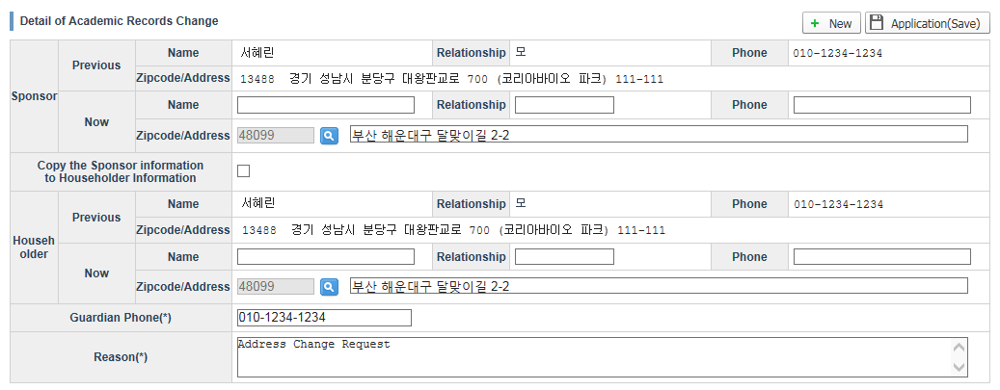 Detail of Academic Records Change
New
Application(Save)
Sponsor
Previous
Name 서혜린 Relationship 모 Phone 010-1234-1234
Zipcode/Address 13488 경기 성남시 분당구 대왕판교로 700 (코리아바이오 파크) 111-111
Now
Name Relationship Phone
Zipcode/Address 48099 부산 해운대구 달맞이길 2-2
Copy the Sponsor information
to Householder Information
Househ
older
Previous
Name 서혜린 Relationship 모 Phone 010-1234-1234
Zipcode/Address 13488 경기 성남시 분당구 대왕판교로 700 (코리아바이오 파크) 111-111
Now
Name Relationship Phone
Zipcode/Address 48099 부산 해운대구 달맞이길 2-2
Guardian Phone(*) 010-1234-1234
Reason(*) Address Change Request